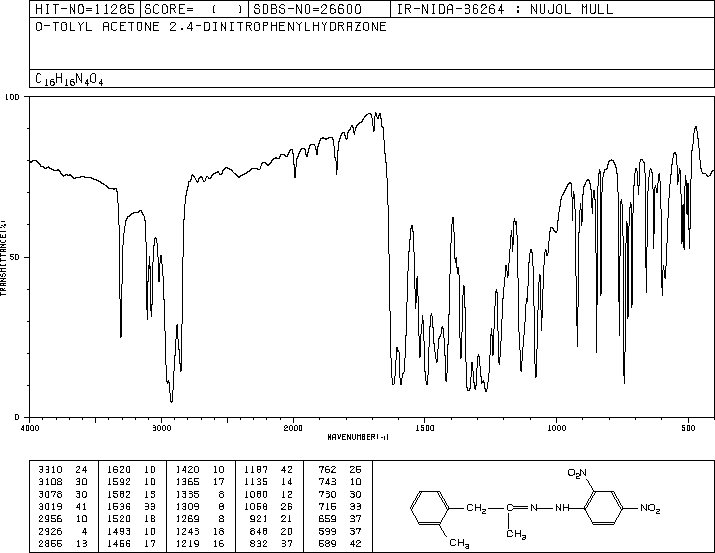 HIT-NO=11285 SCORE= ( ) SDBS-NO=26600 IR-NIDA-36264 : NUJOL MULL
O-TOLYL ACETONE 2,4-DINITROPHENYLHYDRAZONE
C16H16N4O4
100
50
0
TRANSMITTANCE(%)
4000 3000 2000 1500 1000 500
WAVENUMBER(-1)
3310 24 1620 10 1420 10 1187 42 762 25
3108 30 1592 10 1365 17 1135 14 743 10
3078 30 1582 15 1335 8 1080 12 730 30
3019 41 1536 33 1309 8 1058 26 715 33
2956 10 1520 18 1269 8 921 21 659 37
2926 4 1493 10 1245 18 848 20 599 37
2855 13 1456 17 1219 16 832 37 589 42
CH2 C N NH
CH3
CH3
O2N
NO2